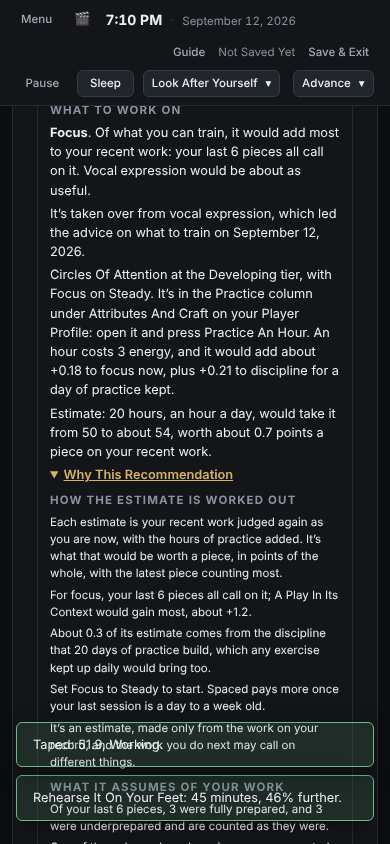 Menu 🎬 7:10 PM · September 12, 2026
Guide Not Saved Yet Save & Exit
Pause Sleep Look After Yourself ▾ Advance ▾
WHAT TO WORK ON
Focus. Of what you can train, it would add most
to your recent work: your last 6 pieces all call
on it. Vocal expression would be about as
useful.
It’s taken over from vocal expression, which led
the advice on what to train on September 12,
2026.
Circles Of Attention at the Developing tier, with
Focus on Steady. It’s in the Practice column
under Attributes And Craft on your Player
Profile: open it and press Practice An Hour. An
hour costs 3 energy, and it would add about
+0.18 to focus now, plus +0.21 to discipline for a
day of practice kept.
Estimate: 20 hours, an hour a day, would take it
from 50 to about 54, worth about 0.7 points a
piece on your recent work.
▼ Why This Recommendation
HOW THE ESTIMATE IS WORKED OUT
Each estimate is your recent work judged again as
you are now, with the hours of practice added. It’s
what that would be worth a piece, in points of the
whole, with the latest piece counting most.
For focus, your last 6 pieces all call on it; A Play In Its
Context would gain most, about +1.2.
About 0.3 of its estimate comes from the discipline
that 20 days of practice build, which any exercise
kept up daily would bring too.
Set Focus to Steady to start. Spaced pays more once
your last session is a day to a week old.
It’s an estimate, made only from the work on your
Taped: 51.9, Working.
record, and the work you do next may call on
different things.
WHAT IT ASSUMES OF YOUR WORK
Rehearse It On Your Feet: 45 minutes, 46% further.
Of your last 6 pieces, 3 were fully prepared, and 3
were underprepared and are counted as they were.